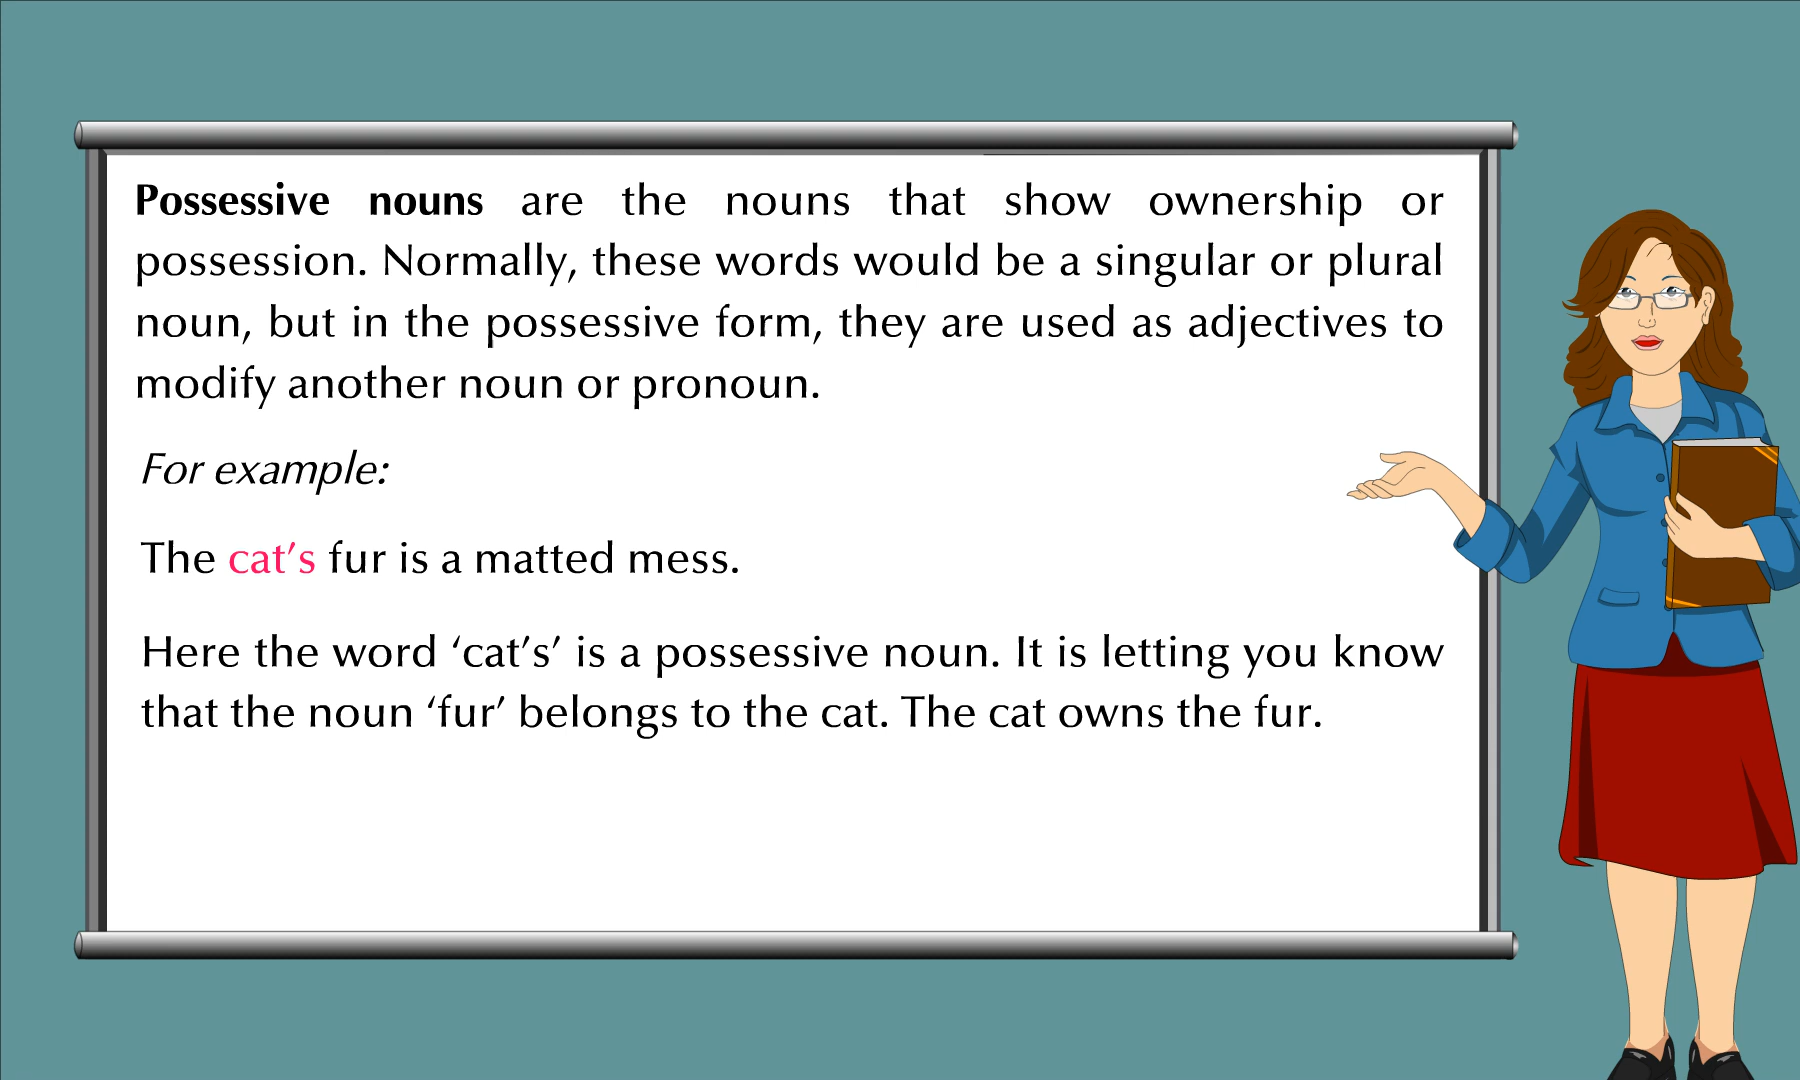 Possessive nouns are the nouns that show ownership or
possession. Normally, these words would be a singular or plural
noun, but in the possessive form, they are used as adjectives to
modify another noun or pronoun.
For example:
The cat’s fur is a matted mess.
Here the word ‘cat’s’ is a possessive noun. It is letting you know
that the noun ‘fur’ belongs to the cat. The cat owns the fur.